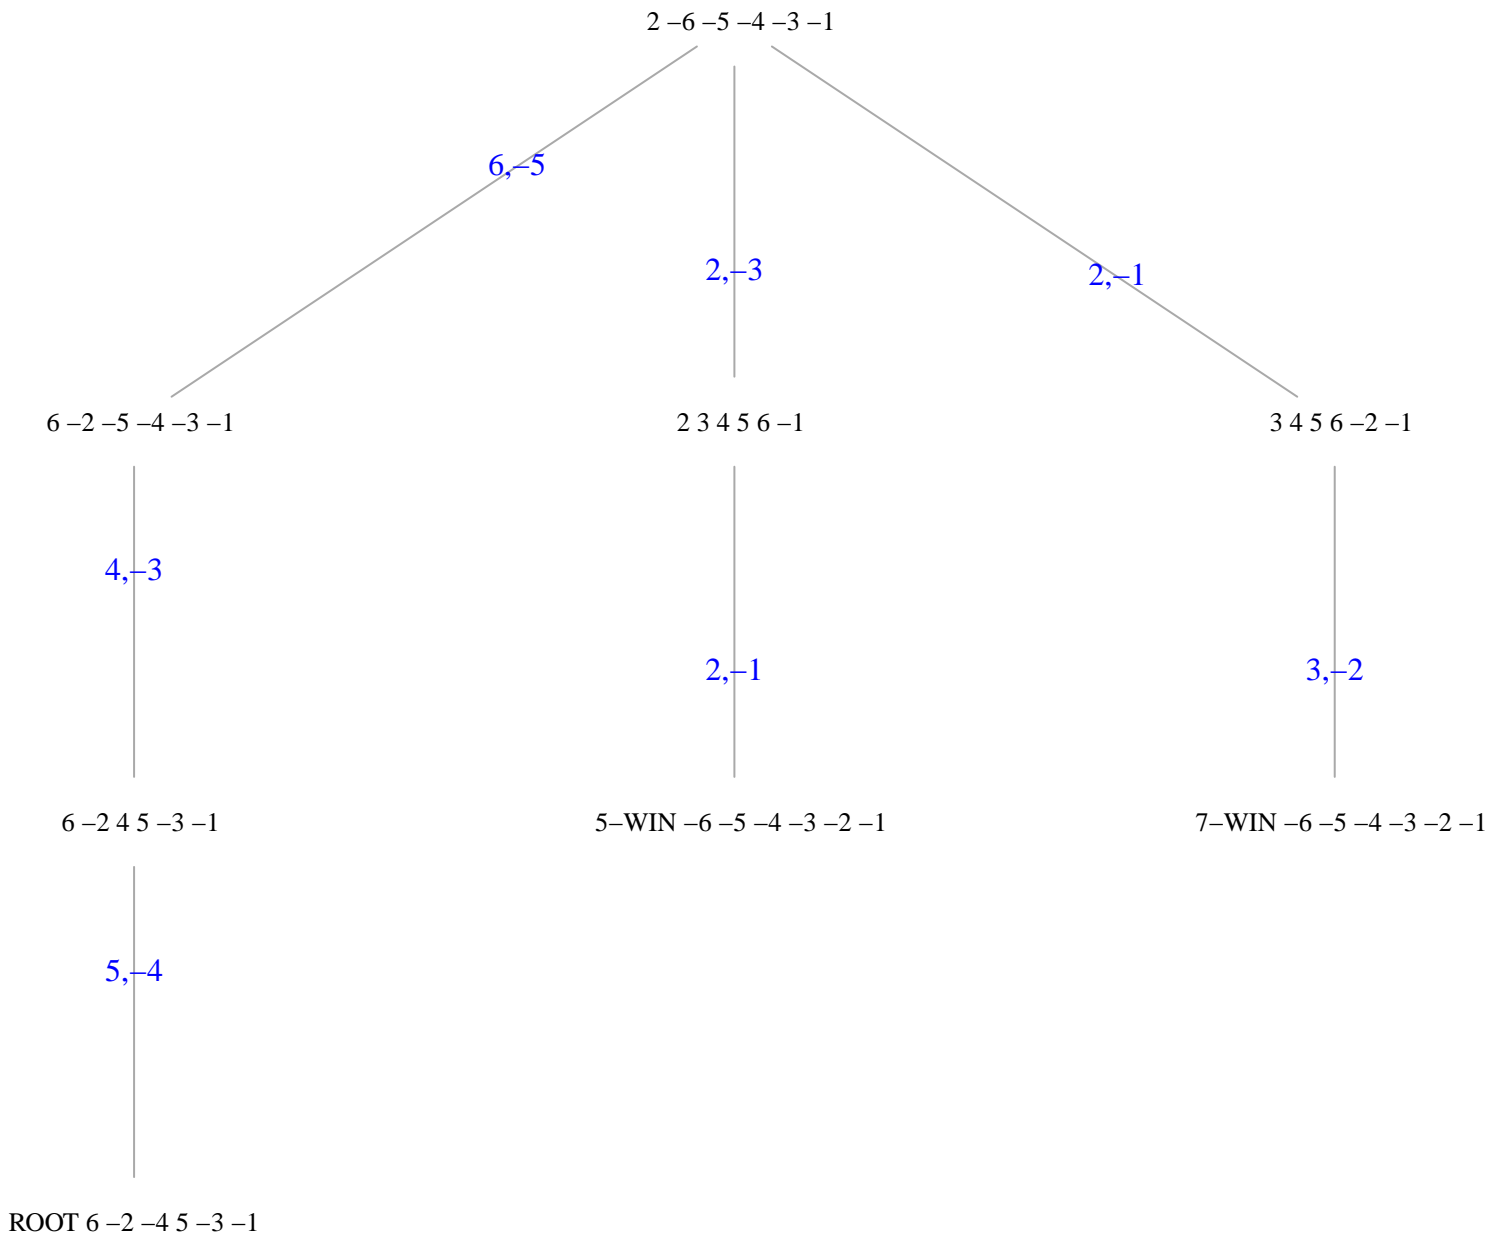 2 –6 –5 –4 –3 –1
6,–5
2,–3
2,–1
6 –2 –5 –4 –3 –1
2 3 4 5 6 –1
3 4 5 6 –2 –1
4,–3
2,–1
3,–2
6 –2 4 5 –3 –1
5–WIN –6 –5 –4 –3 –2 –1
7–WIN –6 –5 –4 –3 –2 –1
5,–4
ROOT 6 –2 –4 5 –3 –1